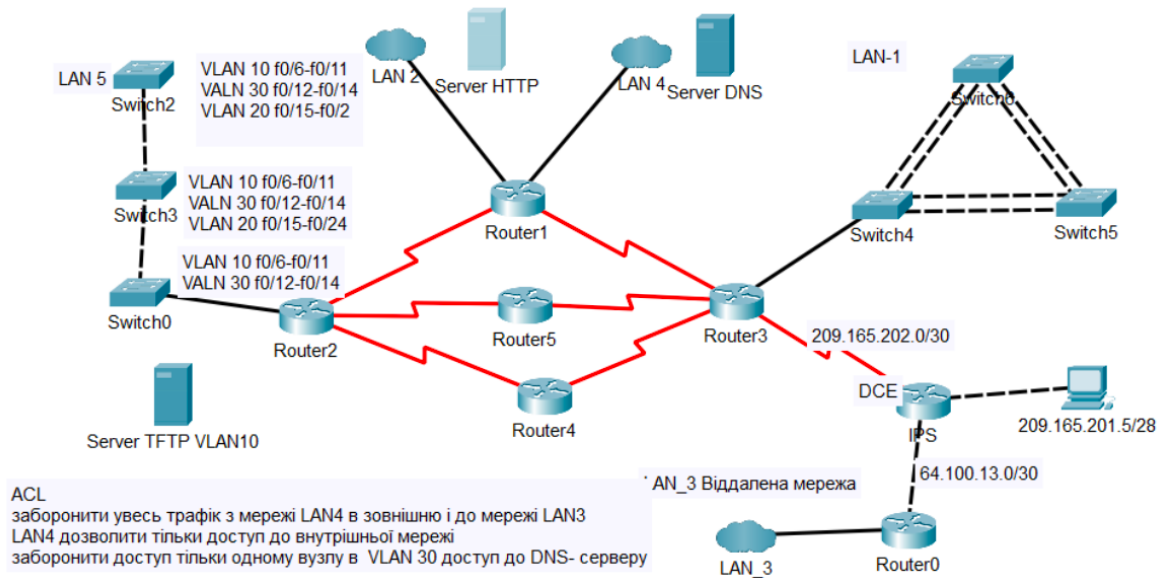 LAN 5
Switch2
VLAN 10 f0/6-f0/11
VALN 30 f0/12-f0/14
VLAN 20 f0/15-f0/2
LAN 2
Server HTTP
LAN 4
Server DNS
LAN-1
Switch6
Switch3
VLAN 10 f0/6-f0/11
VALN 30 f0/12-f0/14
VLAN 20 f0/15-f0/24
Switch4
Switch5
Router1
VLAN 10 f0/6-f0/11
VALN 30 f0/12-f0/14
Switch0
Router2
Router5
Router3
209.165.202.0/30
Router4
DCE
IPS
209.165.201.5/28
Server TFTP VLAN10
64.100.13.0/30
AN_3 Віддалена мережа
ACL
заборонити увесь трафік з мережі LAN4 в зовнішню і до мережі LAN3
LAN4 дозволити тільки доступ до внутрішньої мережі
заборонити доступ тільки одному вузлу в VLAN 30 доступ до DNS- серверу
LAN_3
Router0